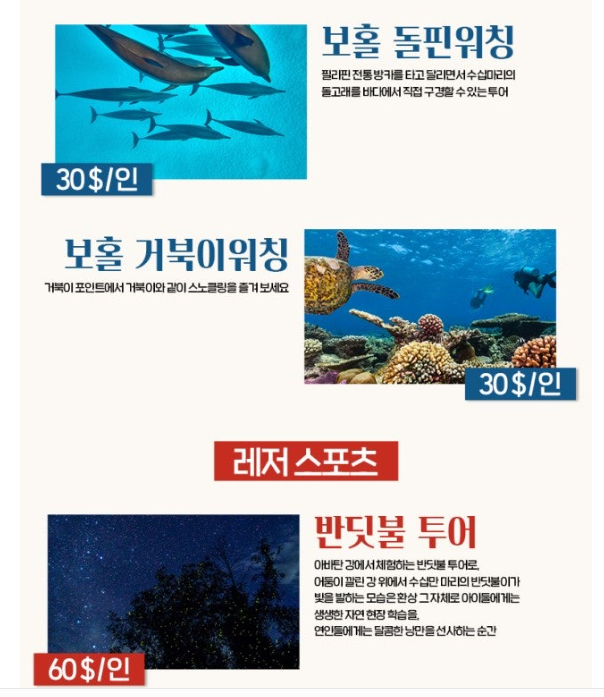 보홀 돌핀워칭
필리핀 전통 방카를 타고 달리면서 수십마리의
돌고래를 바다에서 직접 구경할 수 있는 투어
30$/인
보홀 거북이워칭
거북이 포인트에서 거북이와 같이 스노클링을 즐겨 보세요
30$/인
레저 스포츠
반딧불 투어
아바탄 강에서 체험하는 반딧불 투어로,
어둠이 깔린 강 위에서 수십만 마리의 반딧불이가
빛을 발하는 모습은 환상 그 자체로 아이들에게는
생생한 자연 현장 학습을,
연인들에게는 달콤한 낭만을 선사하는 순간
60$/인